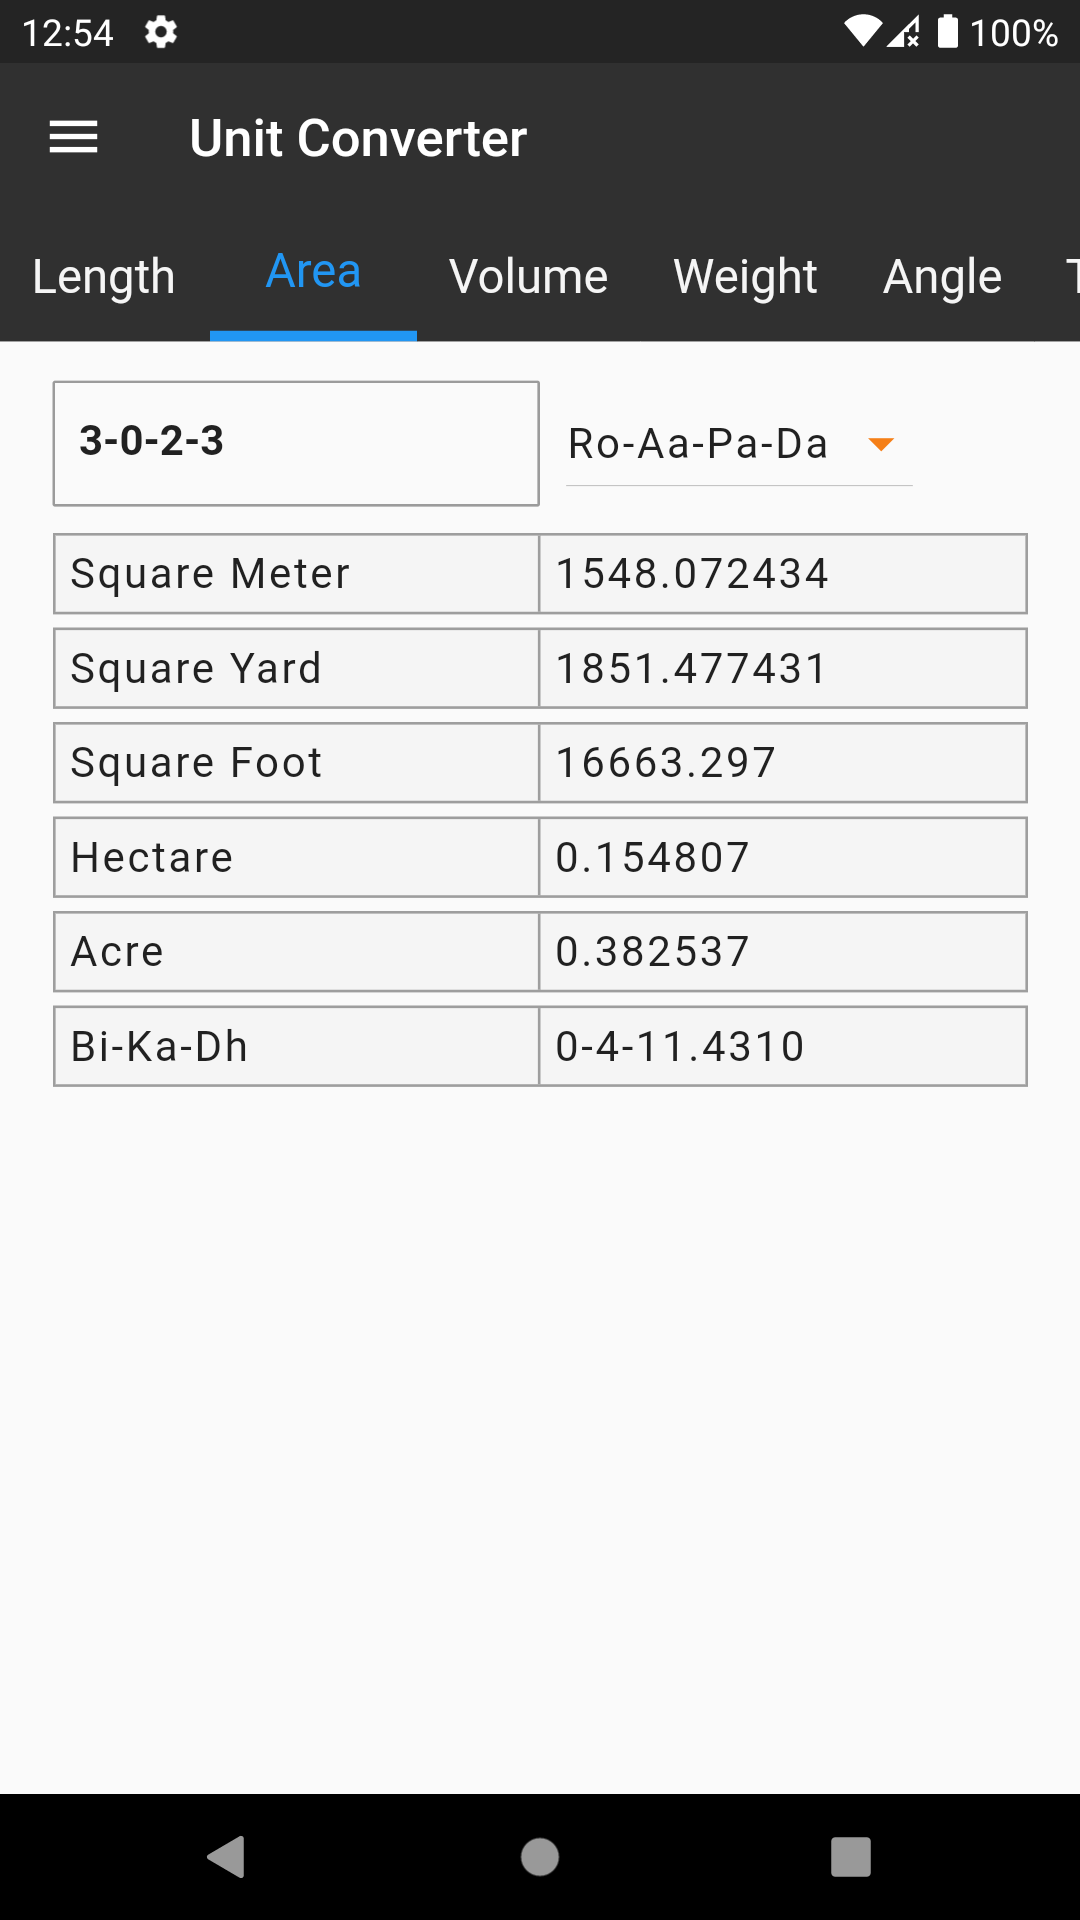 12:54 100%
Unit Converter
Length Area Volume Weight Angle T
3-0-2-3 Ro-Aa-Pa-Da
Square Meter 1548.072434
Square Yard 1851.477431
Square Foot 16663.297
Hectare 0.154807
Acre 0.382537
Bi-Ka-Dh 0-4-11.4310